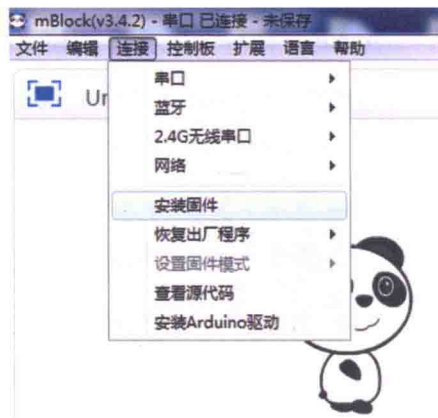 mBlock(v3.4.2) - 串口 已连接 - 未保存
文件 编辑 连接 控制板 扩展 语言 帮助
Un
串口
蓝牙
2.4G无线串口
网络
安装固件
恢复出厂程序
设置固件模式
查看源代码
安装Arduino驱动